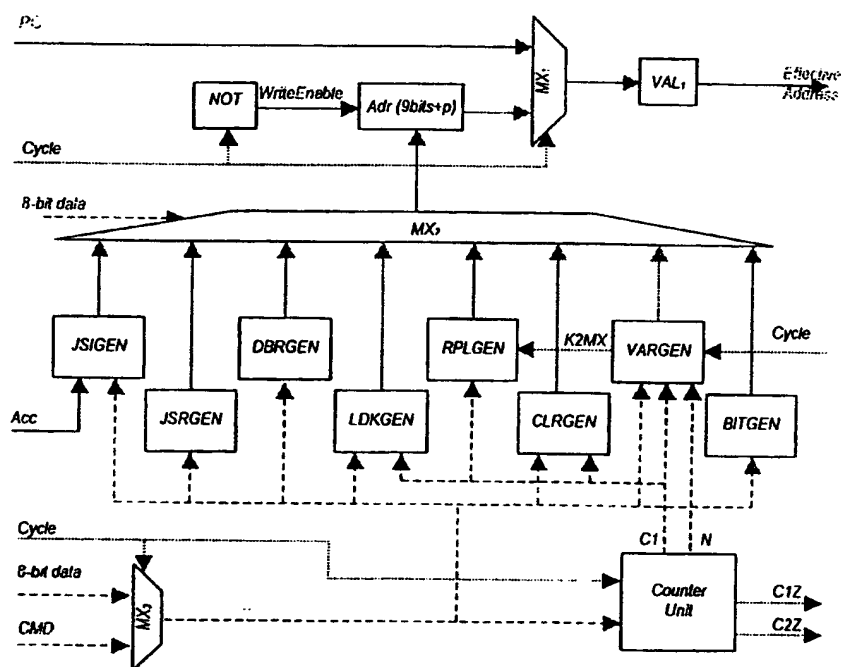 PC
MX₁
VAL₁
Effective
Address
NOT
WriteEnable
Adr (9bits+p)
Cycle
8-bit data
MX₂
JSIGEN
DBRGEN
RPLGEN
K2MX
VARGEN
Cycle
Acc
JSRGEN
LDKGEN
CLRGEN
BITGEN
Cycle
C1
N
8-bit data
CMD
MX₃
Counter
Unit
C1Z
C2Z